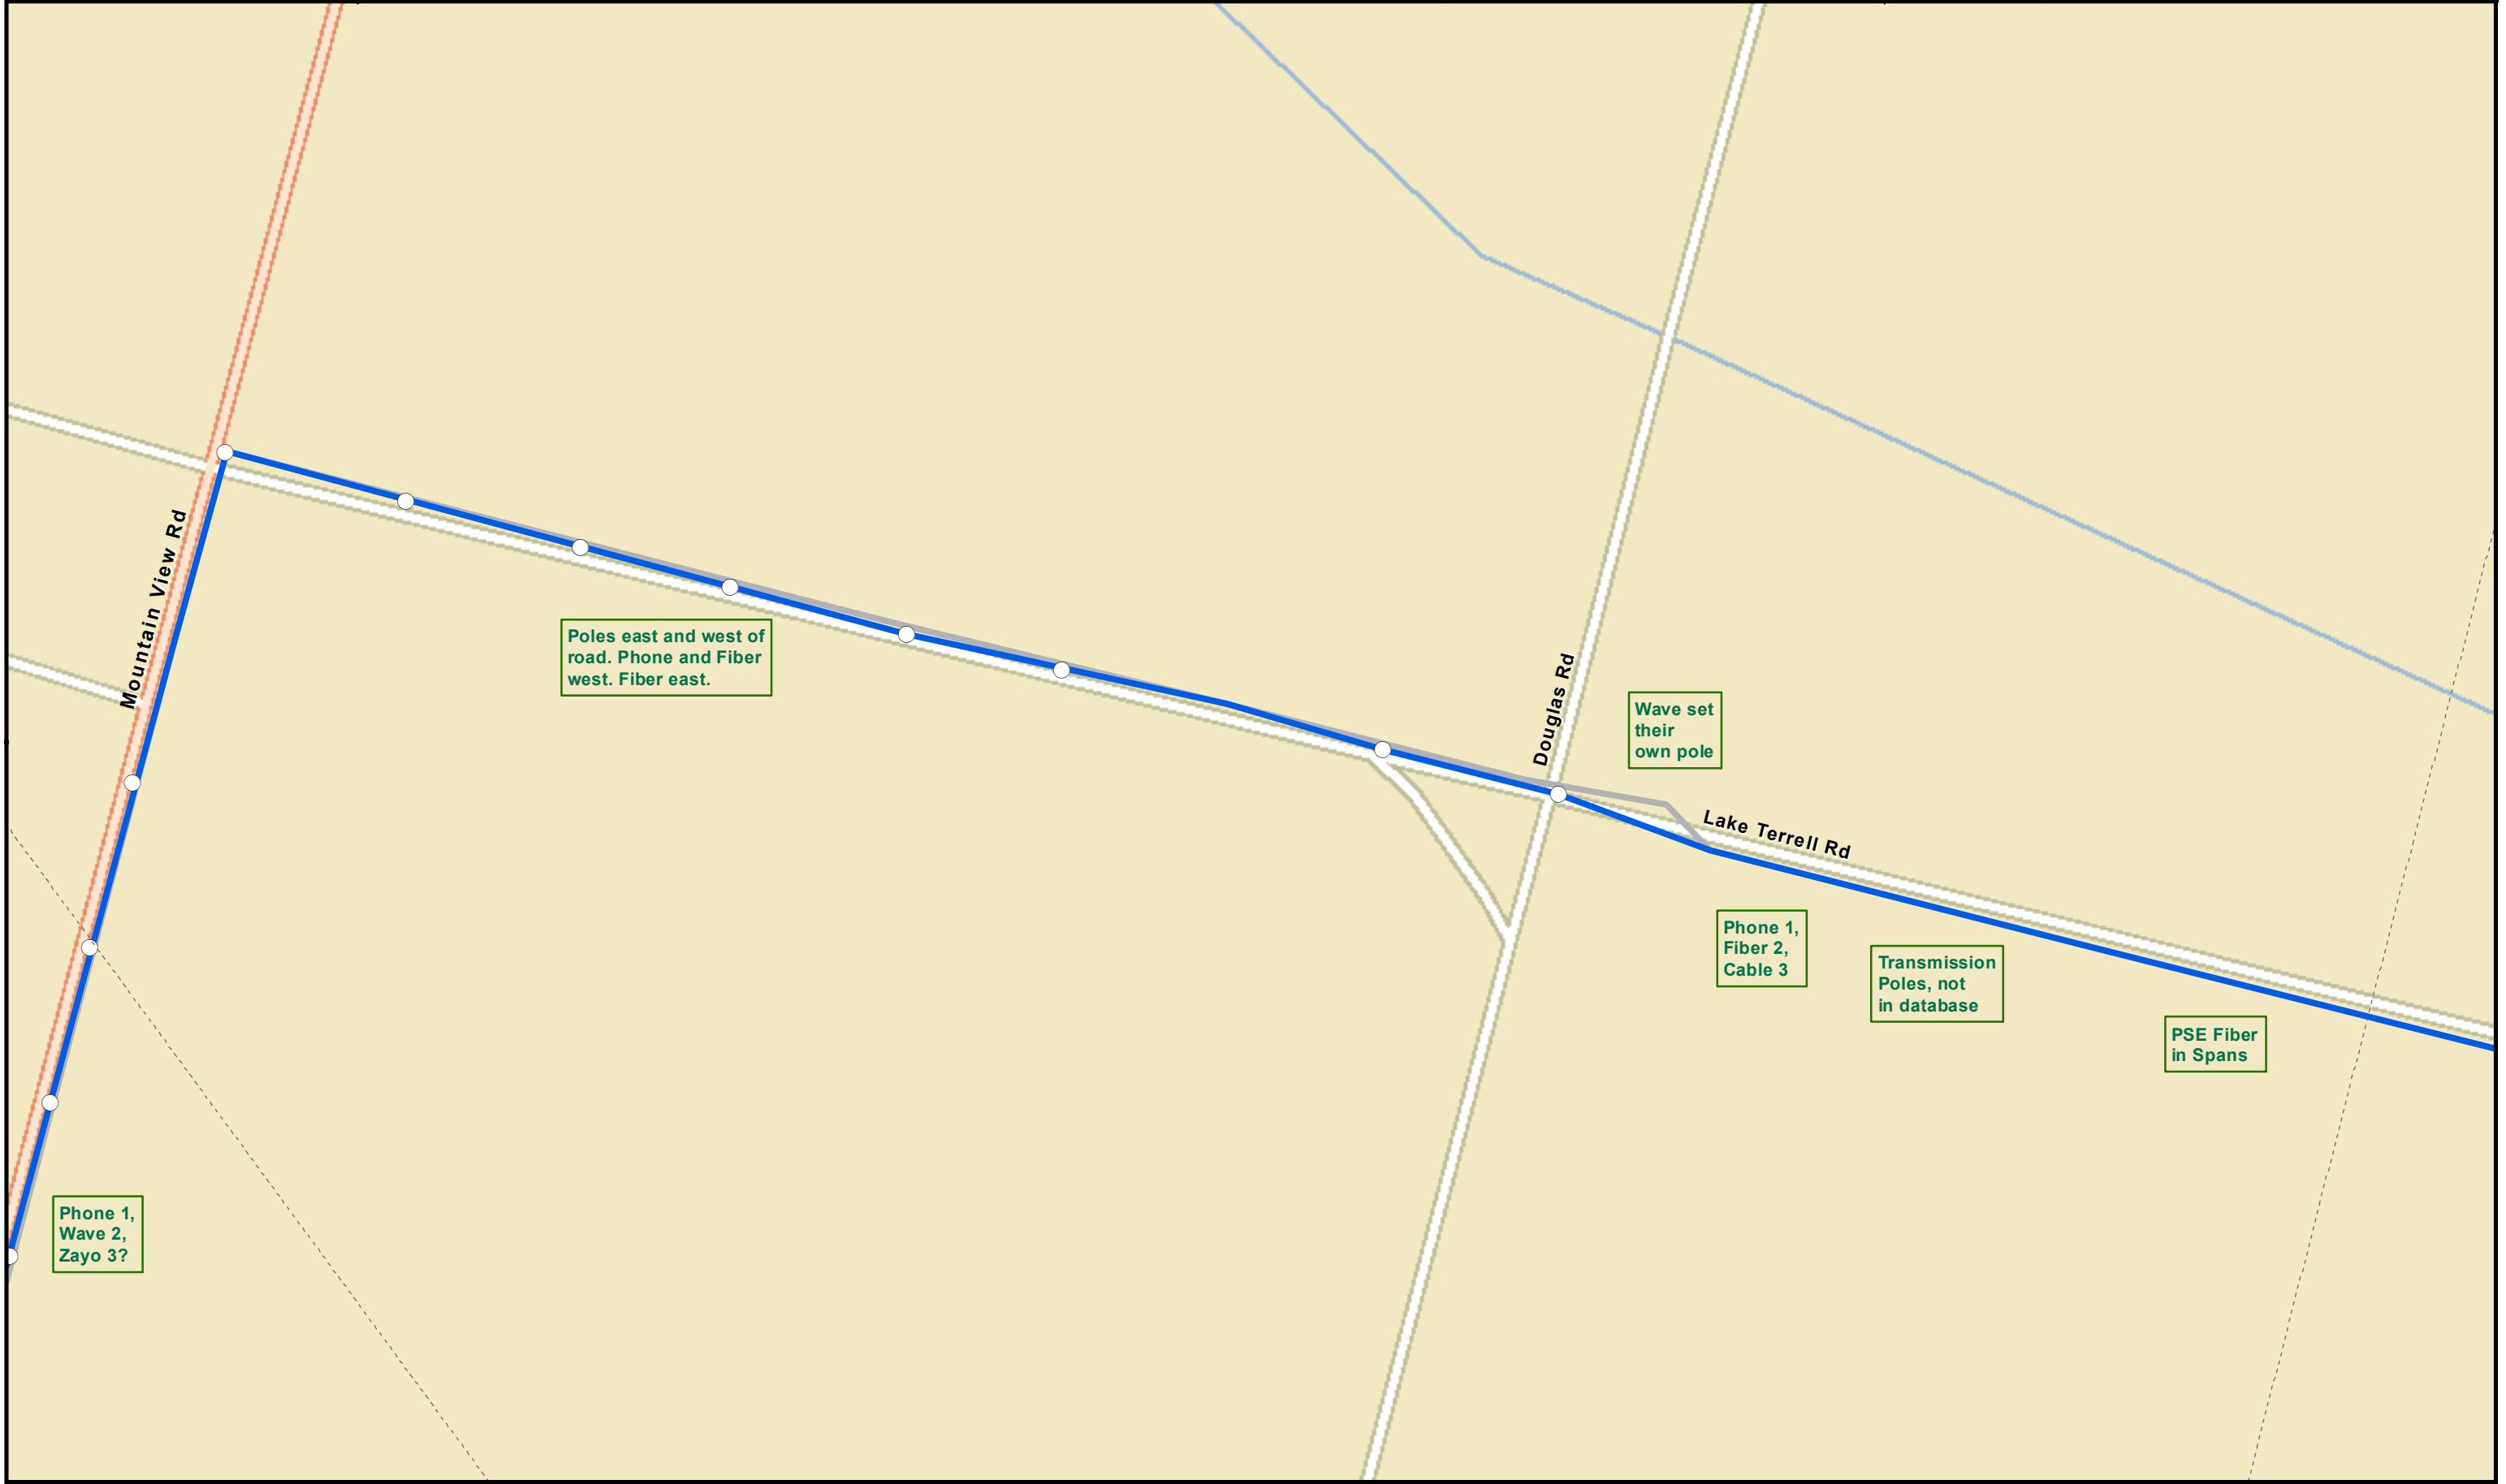 Mountain View Rd
Poles east and west of
road. Phone and Fiber
west. Fiber east.
Douglas Rd
Wave set
their
own pole
Lake Terrell Rd
Phone 1,
Fiber 2,
Cable 3
Transmission
Poles, not
in database
PSE Fiber
in Spans
Phone 1,
Wave 2,
Zayo 3?